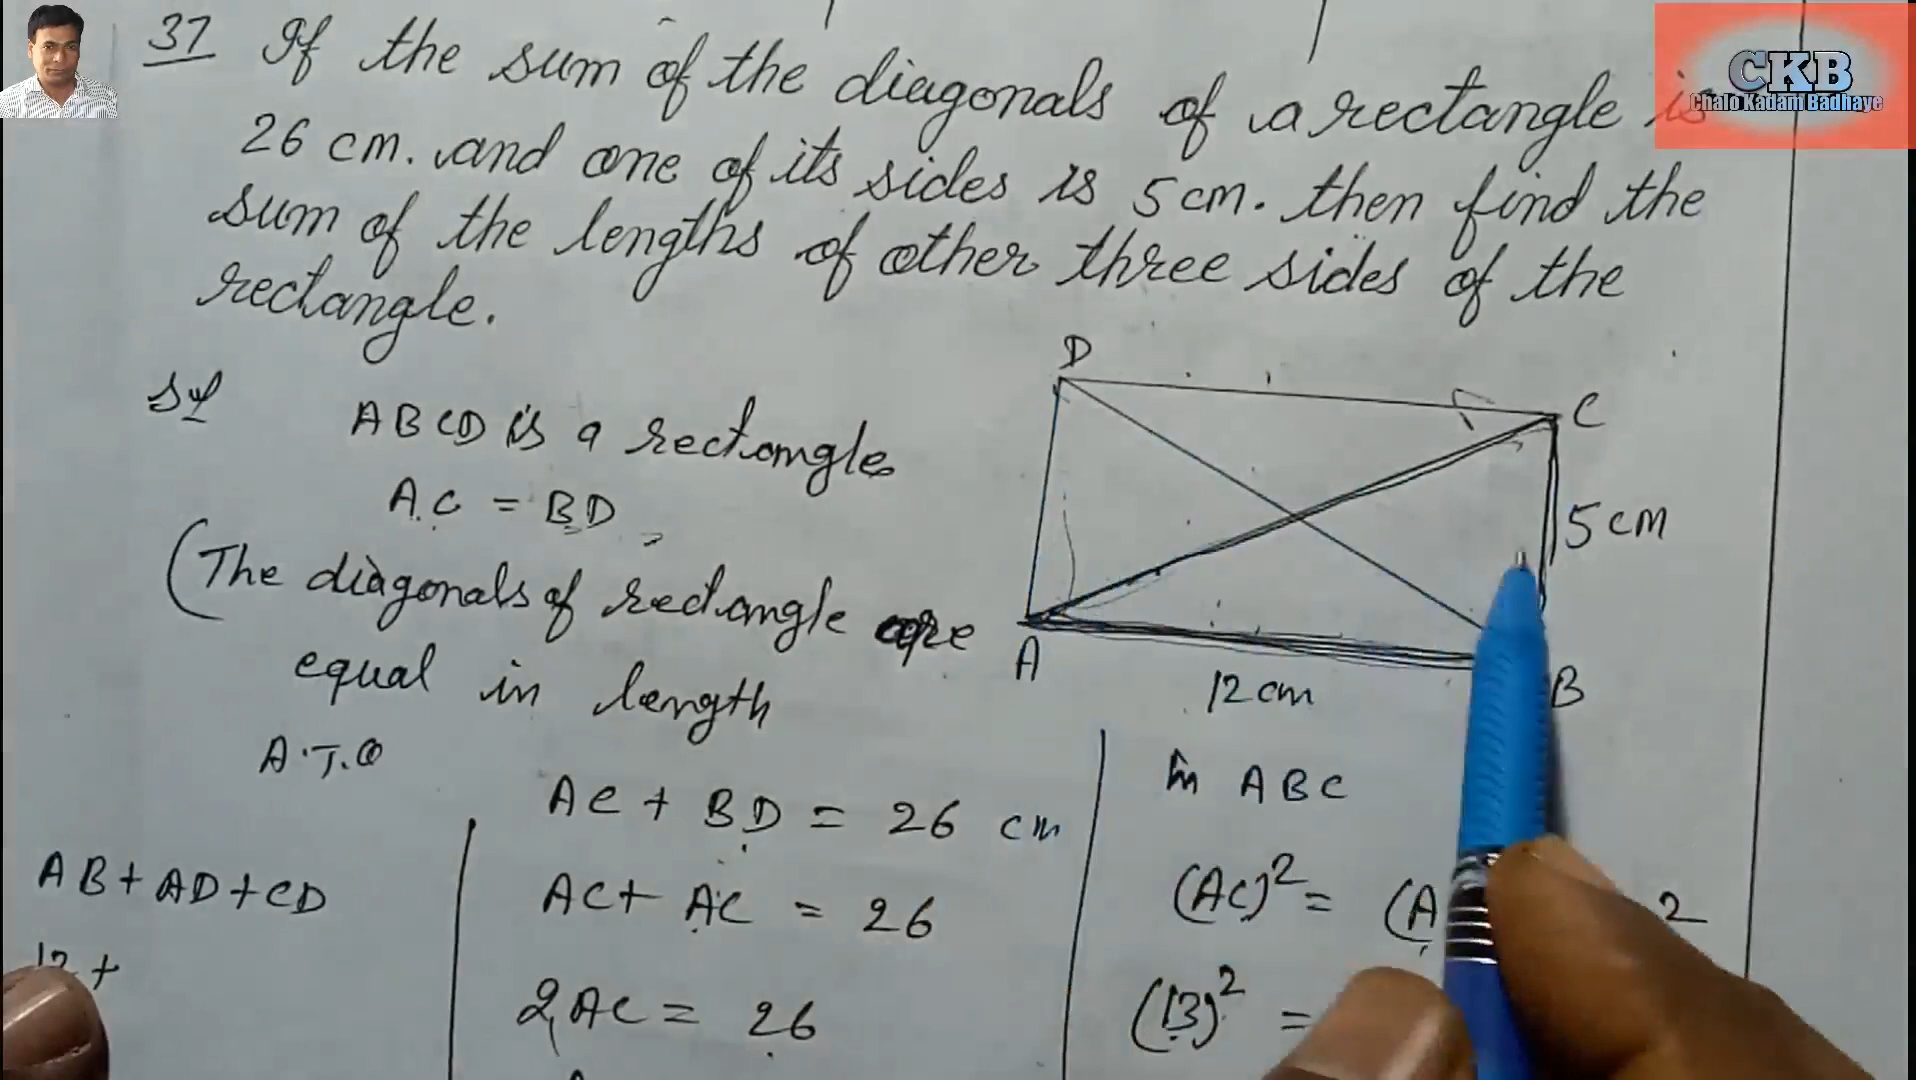 37 If the sum of the diagonals of a rectangle is
26 cm. and one of its sides is 5 cm. then find the
sum of the lengths of other three sides of the
rectangle.
CKB
Chalo Kadam Badhaye
Sol
ABCD is a rectangle
AC = BD
(The diagonals of rectangle are
equal in length
A.T.Q
AC + BD = 26 cm
AC + AC = 26
2AC = 26
AB + AD + CD
12 +
D
C
5 cm
A
12 cm
B
In ABC
(AC)² = (A 2
(13)² =